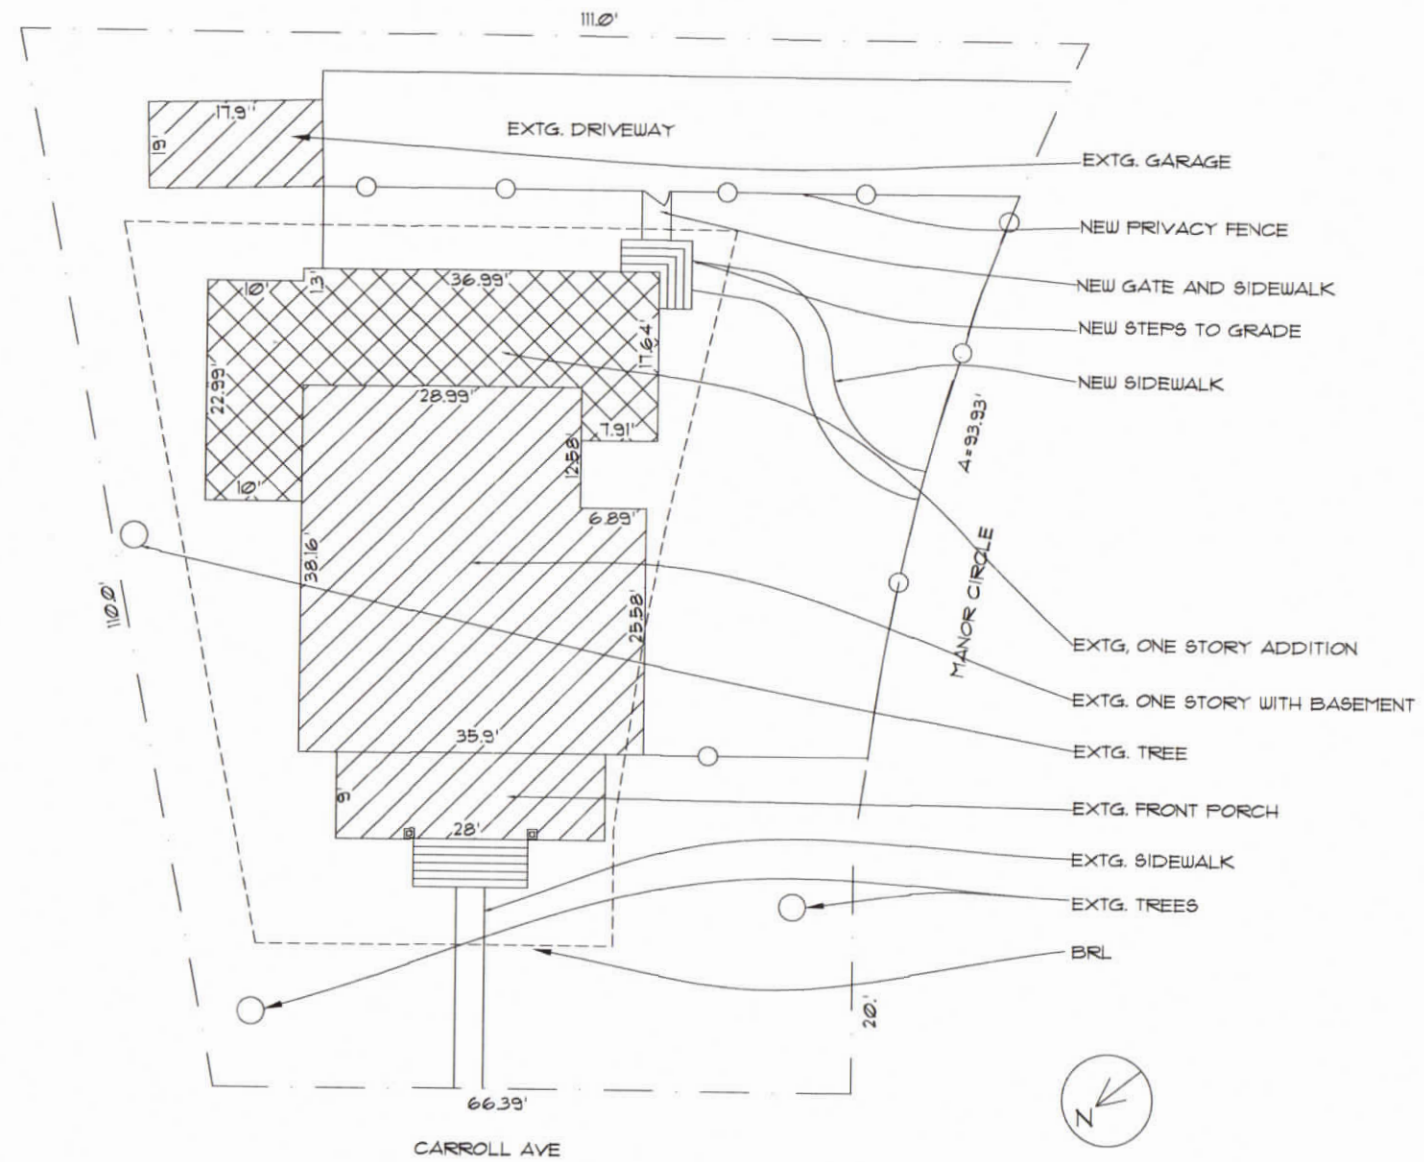 111.0'
17.9'
19'
EXTG. DRIVEWAY
EXTG. GARAGE
NEW PRIVACY FENCE
NEW GATE AND SIDEWALK
NEW STEPS TO GRADE
NEW SIDEWALK
10'
1.3'
36.99'
17.64'
22.99'
28.99'
7.91'
12.58'
10'
6.89'
A=93.93'
MANOR CIRCLE
38.16'
110.0'
25.58'
EXTG, ONE STORY ADDITION
EXTG. ONE STORY WITH BASEMENT
35.9'
EXTG. TREE
9'
EXTG. FRONT PORCH
28'
EXTG. SIDEWALK
EXTG. TREES
BRL
20.'
66.39'
N
CARROLL AVE